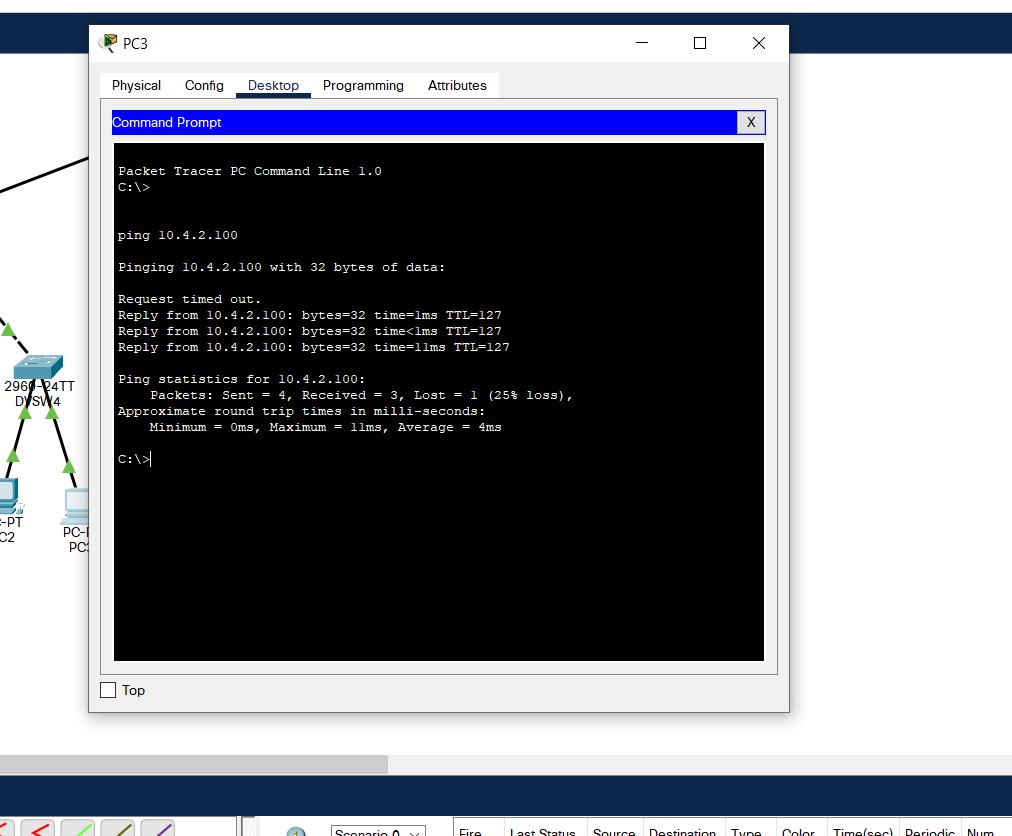 PC3
Physical Config Desktop Programming Attributes
Command Prompt X
Packet Tracer PC Command Line 1.0
C:\>
ping 10.4.2.100
Pinging 10.4.2.100 with 32 bytes of data:
Request timed out.
Reply from 10.4.2.100: bytes=32 time=1ms TTL=127
Reply from 10.4.2.100: bytes=32 time<1ms TTL=127
Reply from 10.4.2.100: bytes=32 time=11ms TTL=127
Ping statistics for 10.4.2.100:
Packets: Sent = 4, Received = 3, Lost = 1 (25% loss),
Approximate round trip times in milli-seconds:
Minimum = 0ms, Maximum = 11ms, Average = 4ms
C:\>
2960-24TT
-PT
C2
PC-
PC
Top
Scenario 0
Fire Last Status Source Destination Type Color Time(sec) Periodic Num